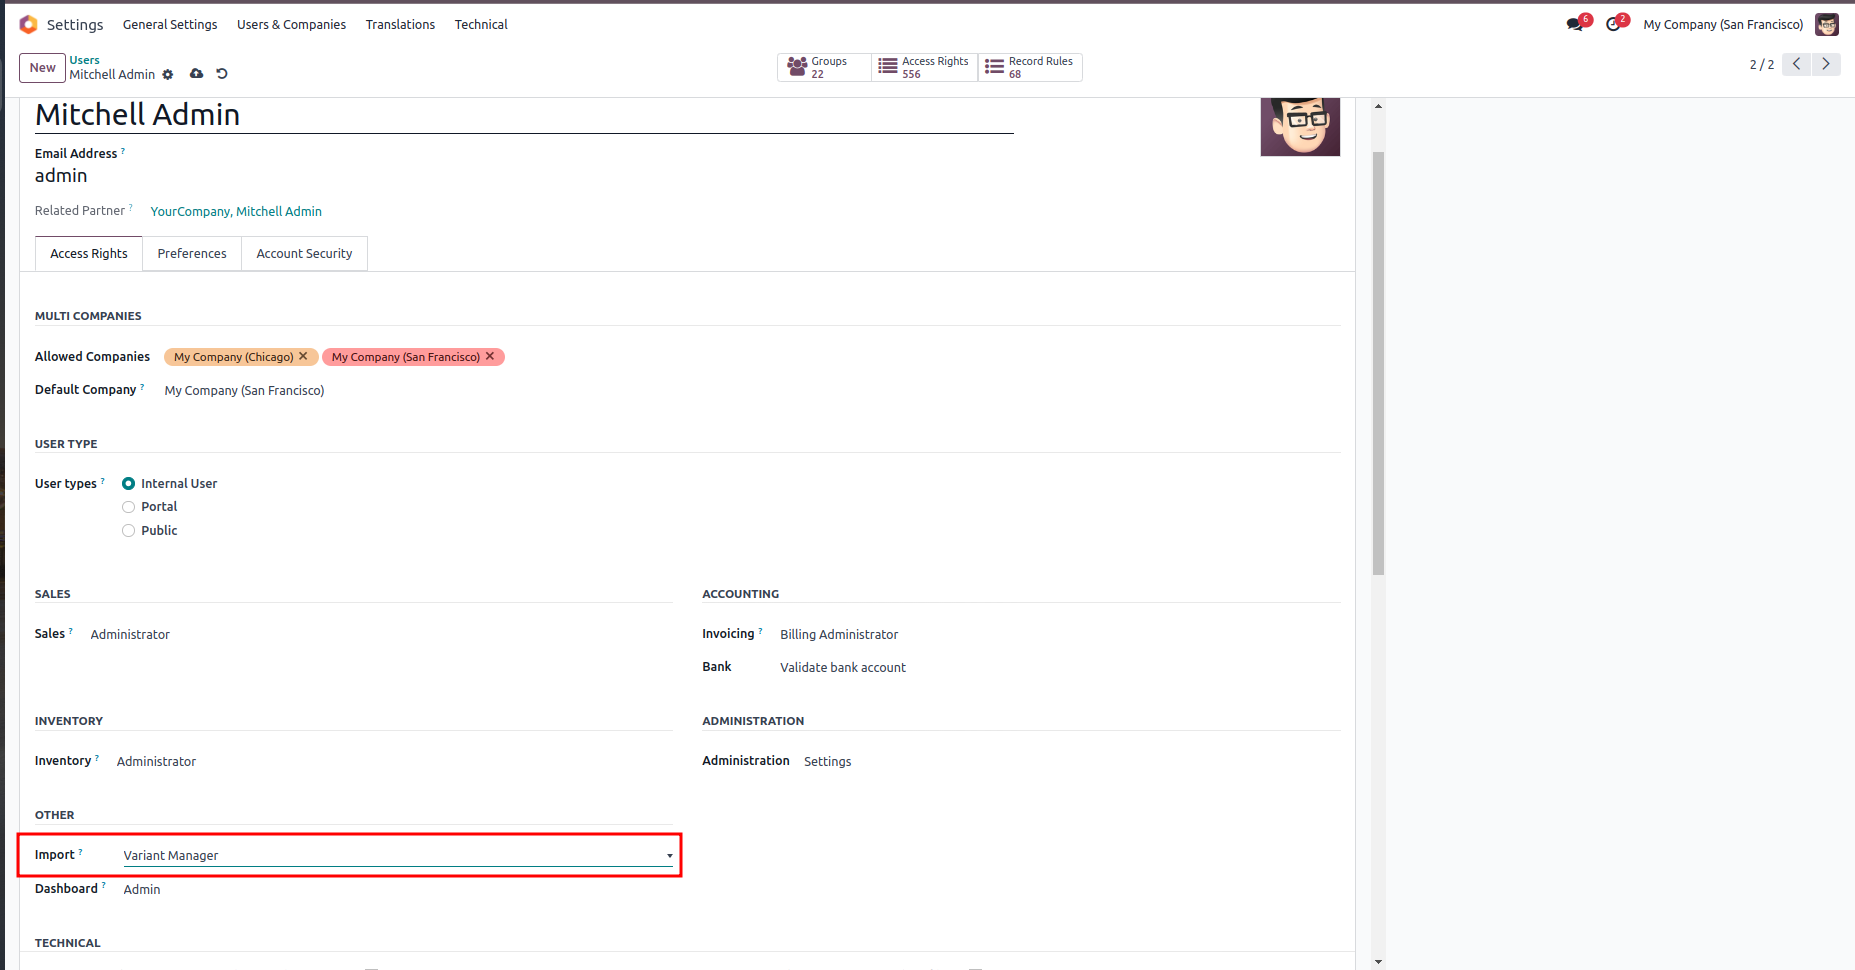 Settings General Settings Users & Companies Translations Technical 6 2 My Company (San Francisco)
New Users Groups 22 Access Rights 556 Record Rules 68 2 / 2
Mitchell Admin
Mitchell Admin
Email Address ?
admin
Related Partner ? YourCompany, Mitchell Admin
Access Rights Preferences Account Security
MULTI COMPANIES
Allowed Companies My Company (Chicago) ✕ My Company (San Francisco) ✕
Default Company ? My Company (San Francisco)
USER TYPE
User types ? Internal User
Portal
Public
SALES ACCOUNTING
Sales ? Administrator Invoicing ? Billing Administrator
Bank Validate bank account
INVENTORY ADMINISTRATION
Inventory ? Administrator Administration Settings
OTHER
Import ? Variant Manager
Dashboard ? Admin
TECHNICAL